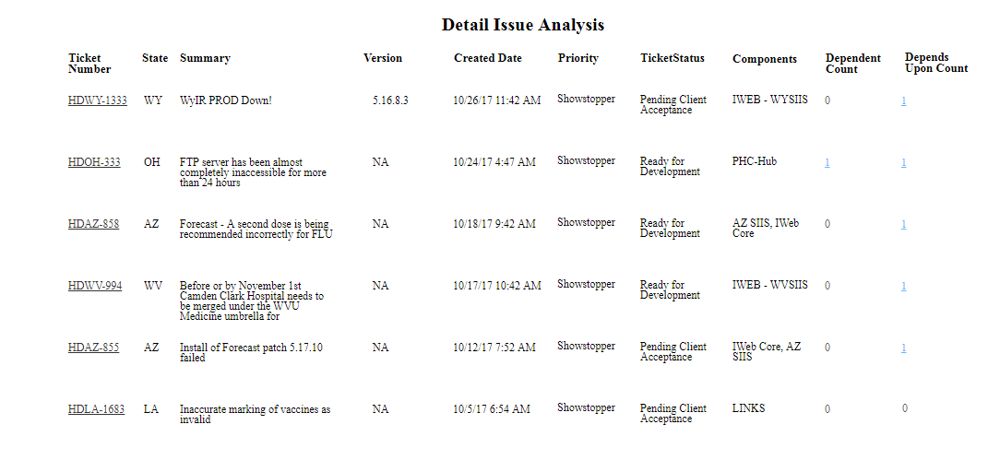 Detail Issue Analysis
Ticket Number State Summary Version Created Date Priority TicketStatus Components Dependent Count Depends Upon Count
HDWY-1333 WY WyIR PROD Down! 5.16.8.3 10/26/17 11:42 AM Showstopper Pending Client Acceptance IWEB - WYSIIS 0 1
HDOH-333 OH FTP server has been almost completely inaccessible for more than 24 hours NA 10/24/17 4:47 AM Showstopper Ready for Development PHC-Hub 1 1
HDAZ-858 AZ Forecast - A second dose is being recommended incorrectly for FLU NA 10/18/17 9:42 AM Showstopper Ready for Development AZ SIIS, IWeb Core 0 1
HDWV-994 WV Before or by November 1st Camden Clark Hospital needs to be merged under the WVU Medicine umbrella for NA 10/17/17 10:42 AM Showstopper Ready for Development IWEB - WVSIIS 0 1
HDAZ-855 AZ Install of Forecast patch 5.17.10 failed NA 10/12/17 7:52 AM Showstopper Pending Client Acceptance IWeb Core, AZ SIIS 0 1
HDLA-1683 LA Inaccurate marking of vaccines as invalid NA 10/5/17 6:54 AM Showstopper Pending Client Acceptance LINKS 0 0